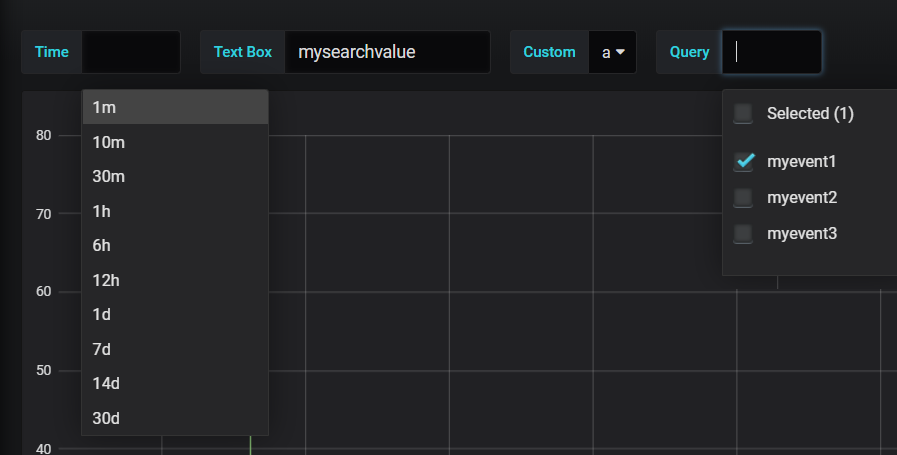 Time
Text Box mysearchvalue
Custom a
Query
1m
10m
30m
1h
6h
12h
1d
7d
14d
30d
Selected (1)
myevent1
myevent2
myevent3
80
70
60
50
40